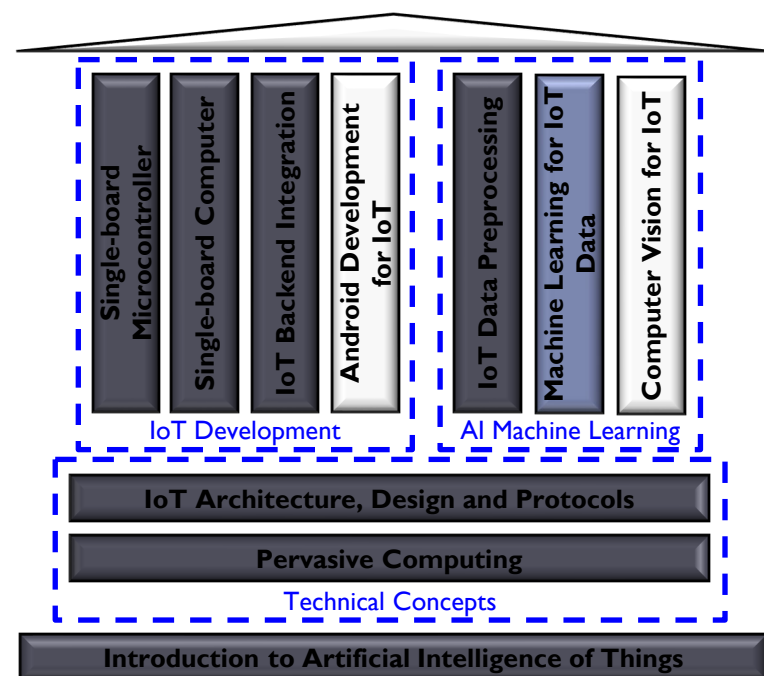 Single-board
Microcontroller
Single-board Computer
IoT Backend Integration
Android Development
for IoT
IoT Data Preprocessing
Machine Learning for IoT
Data
Computer Vision for IoT
IoT Development
AI Machine Learning
IoT Architecture, Design and Protocols
Pervasive Computing
Technical Concepts
Introduction to Artificial Intelligence of Things